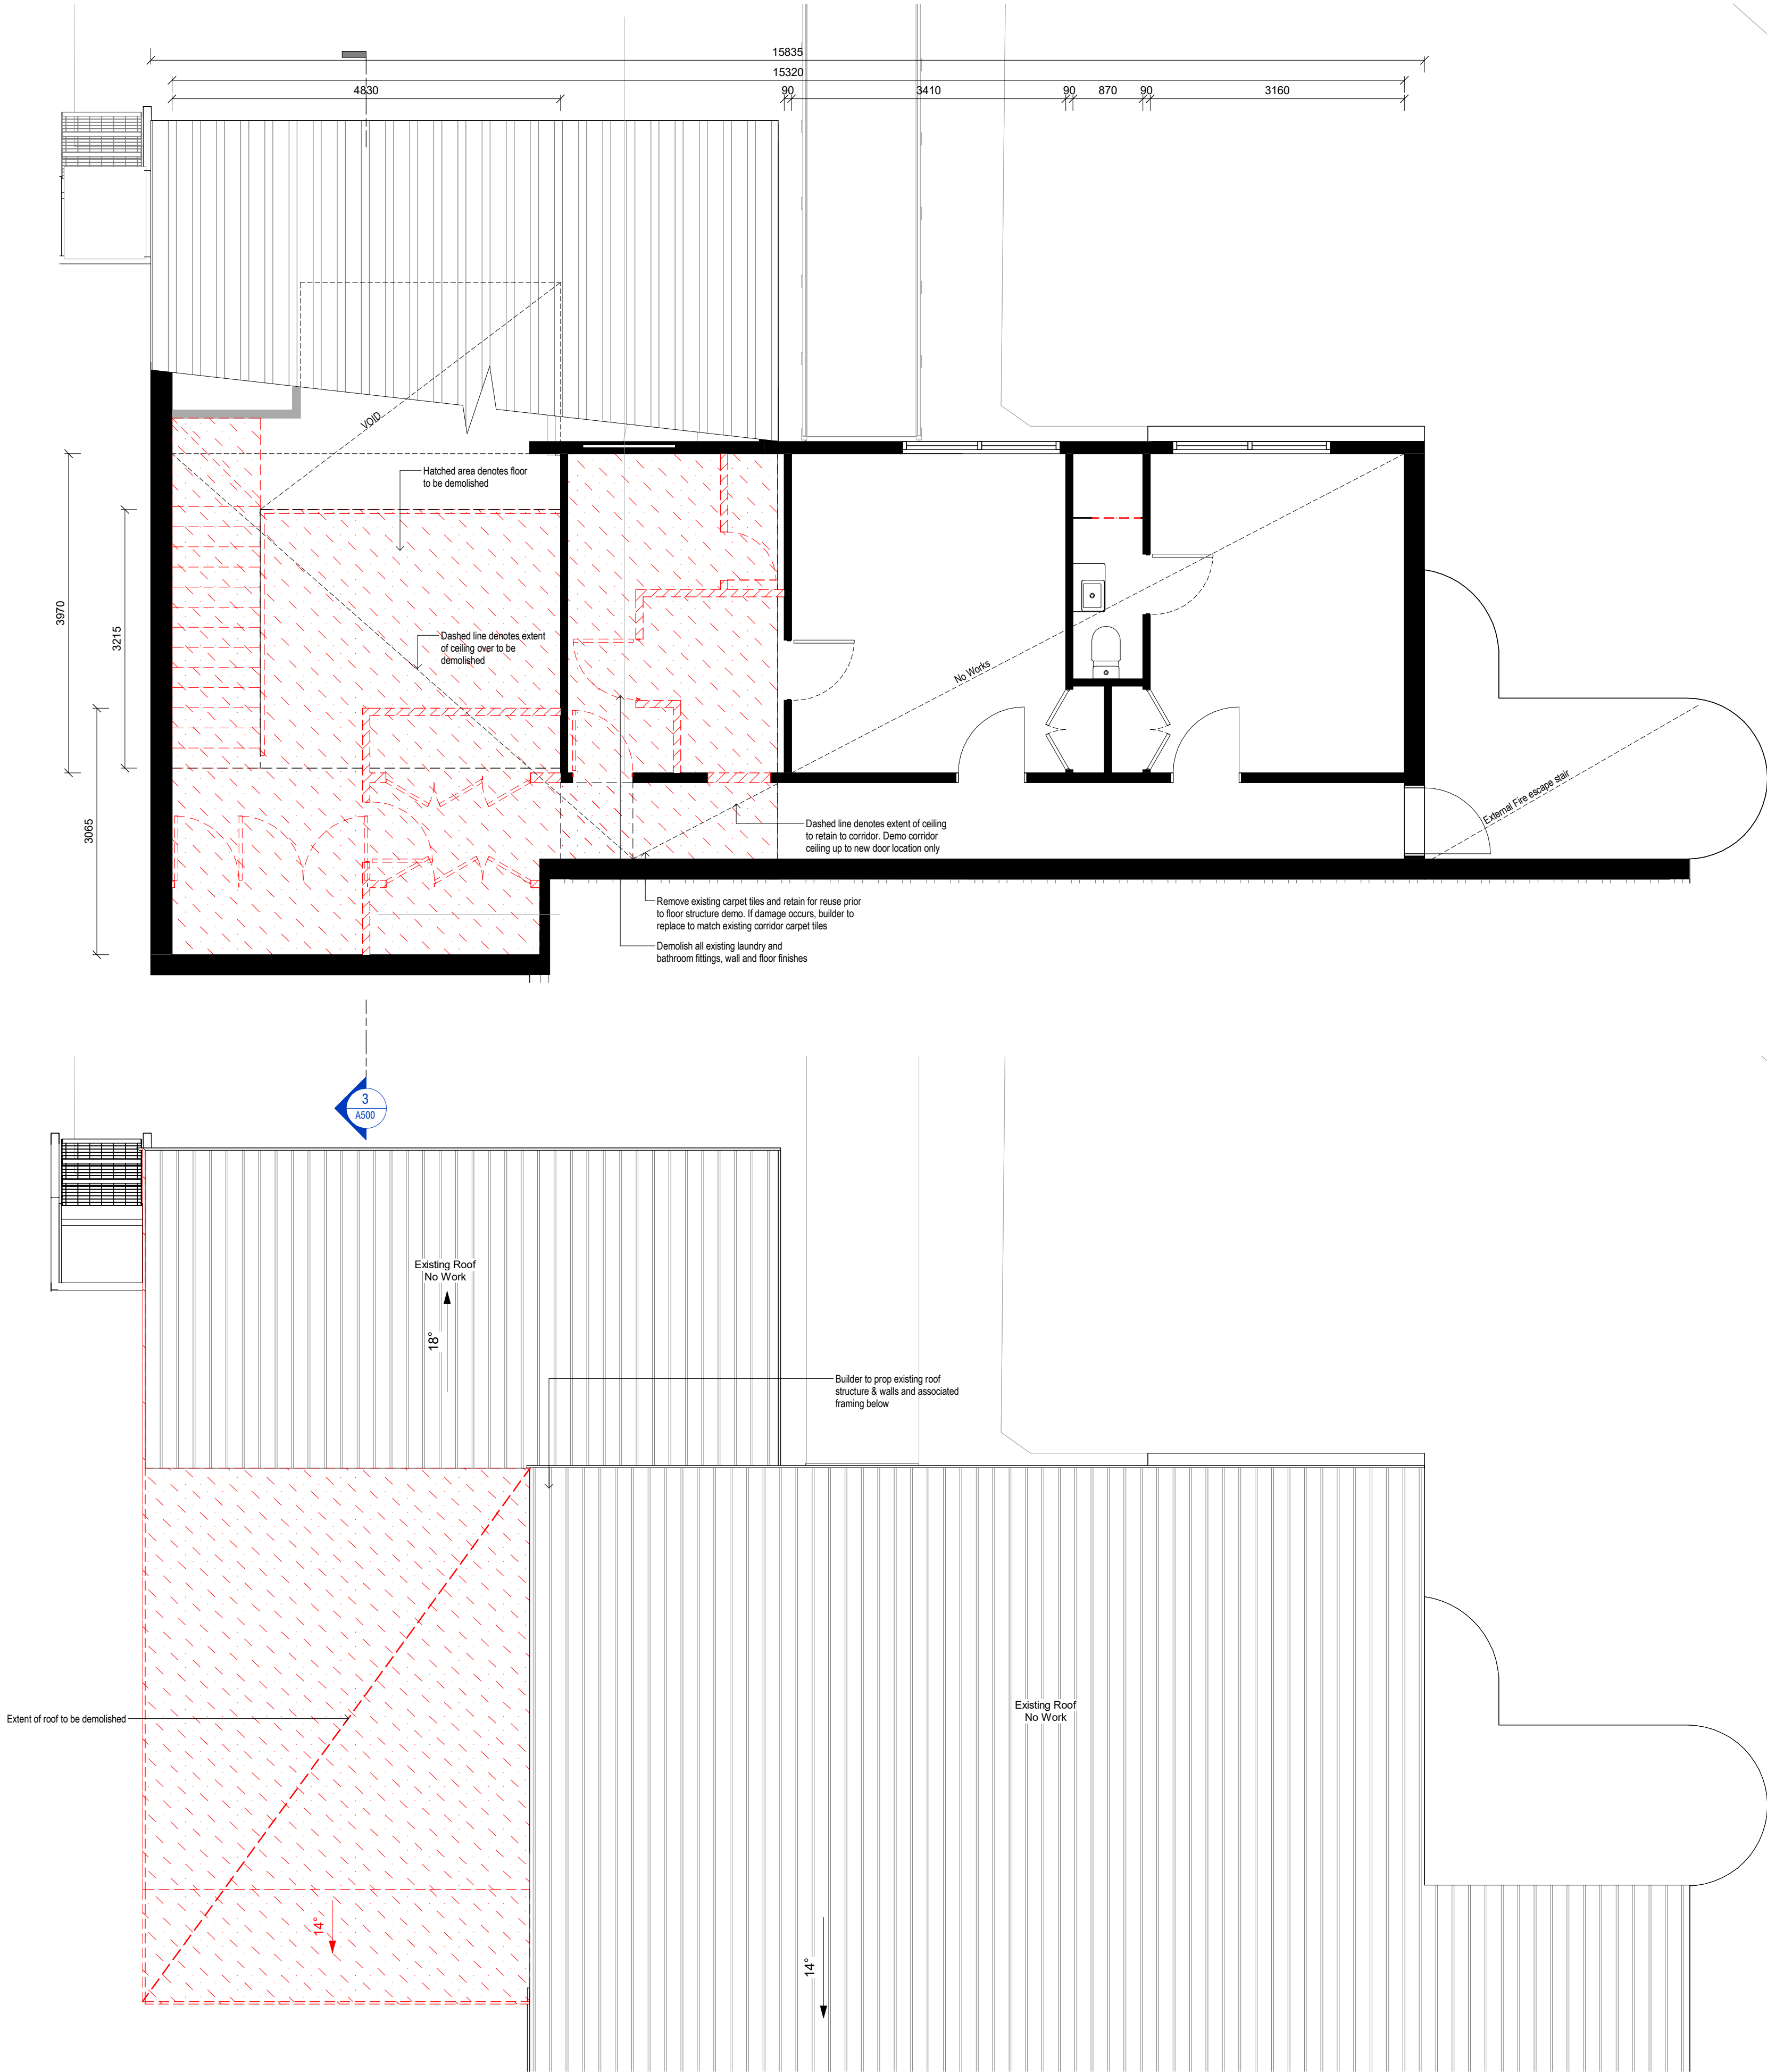 15835
15320
4830
90
3410
90
870
90
3160
VOID
Hatched area denotes floor
to be demolished
3970
3215
Dashed line denotes extent
of ceiling over to be
demolished
No Works
3065
External Fire escape stair
Dashed line denotes extent of ceiling
to retain to corridor. Demo corridor
ceiling up to new door location only
Remove existing carpet tiles and retain for reuse prior
to floor structure demo. If damage occurs, builder to
replace to match existing corridor carpet tiles
Demolish all existing laundry and
bathroom fittings, wall and floor finishes
3
A500
Existing Roof
No Work
18°
Builder to prop existing roof
structure & walls and associated
framing below
Extent of roof to be demolished
Existing Roof
No Work
14°
14°